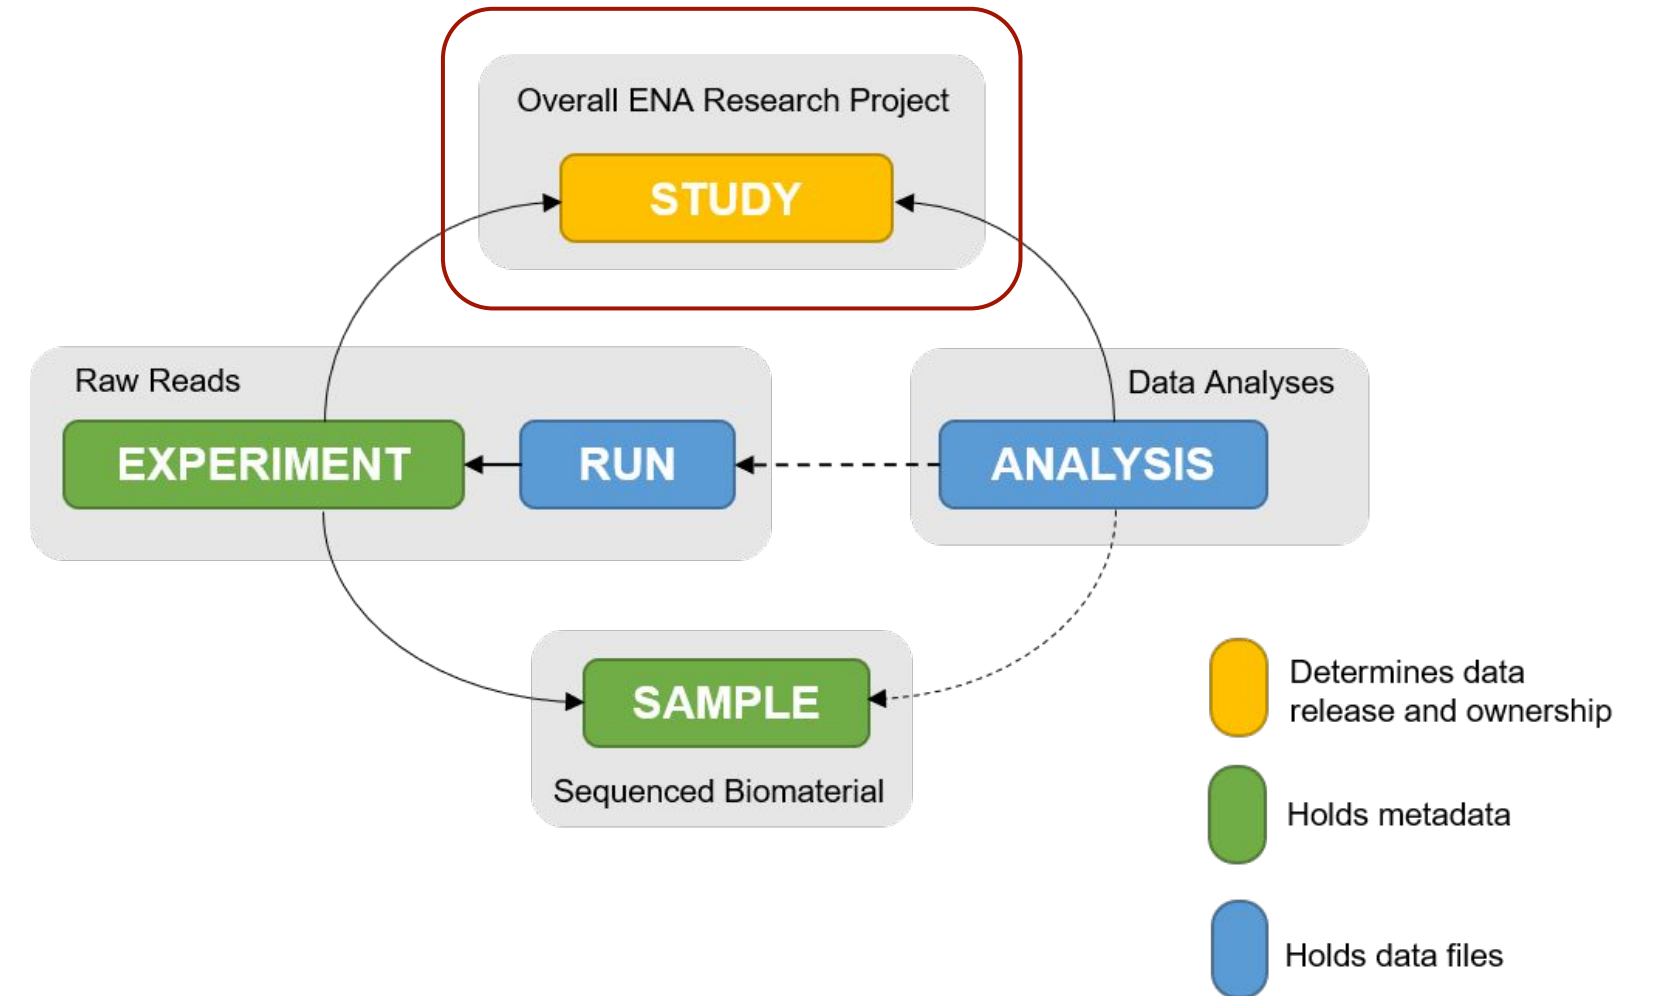 Overall ENA Research Project
STUDY
Raw Reads
Data Analyses
EXPERIMENT
RUN
ANALYSIS
SAMPLE
Sequenced Biomaterial
Determines data
release and ownership
Holds metadata
Holds data files